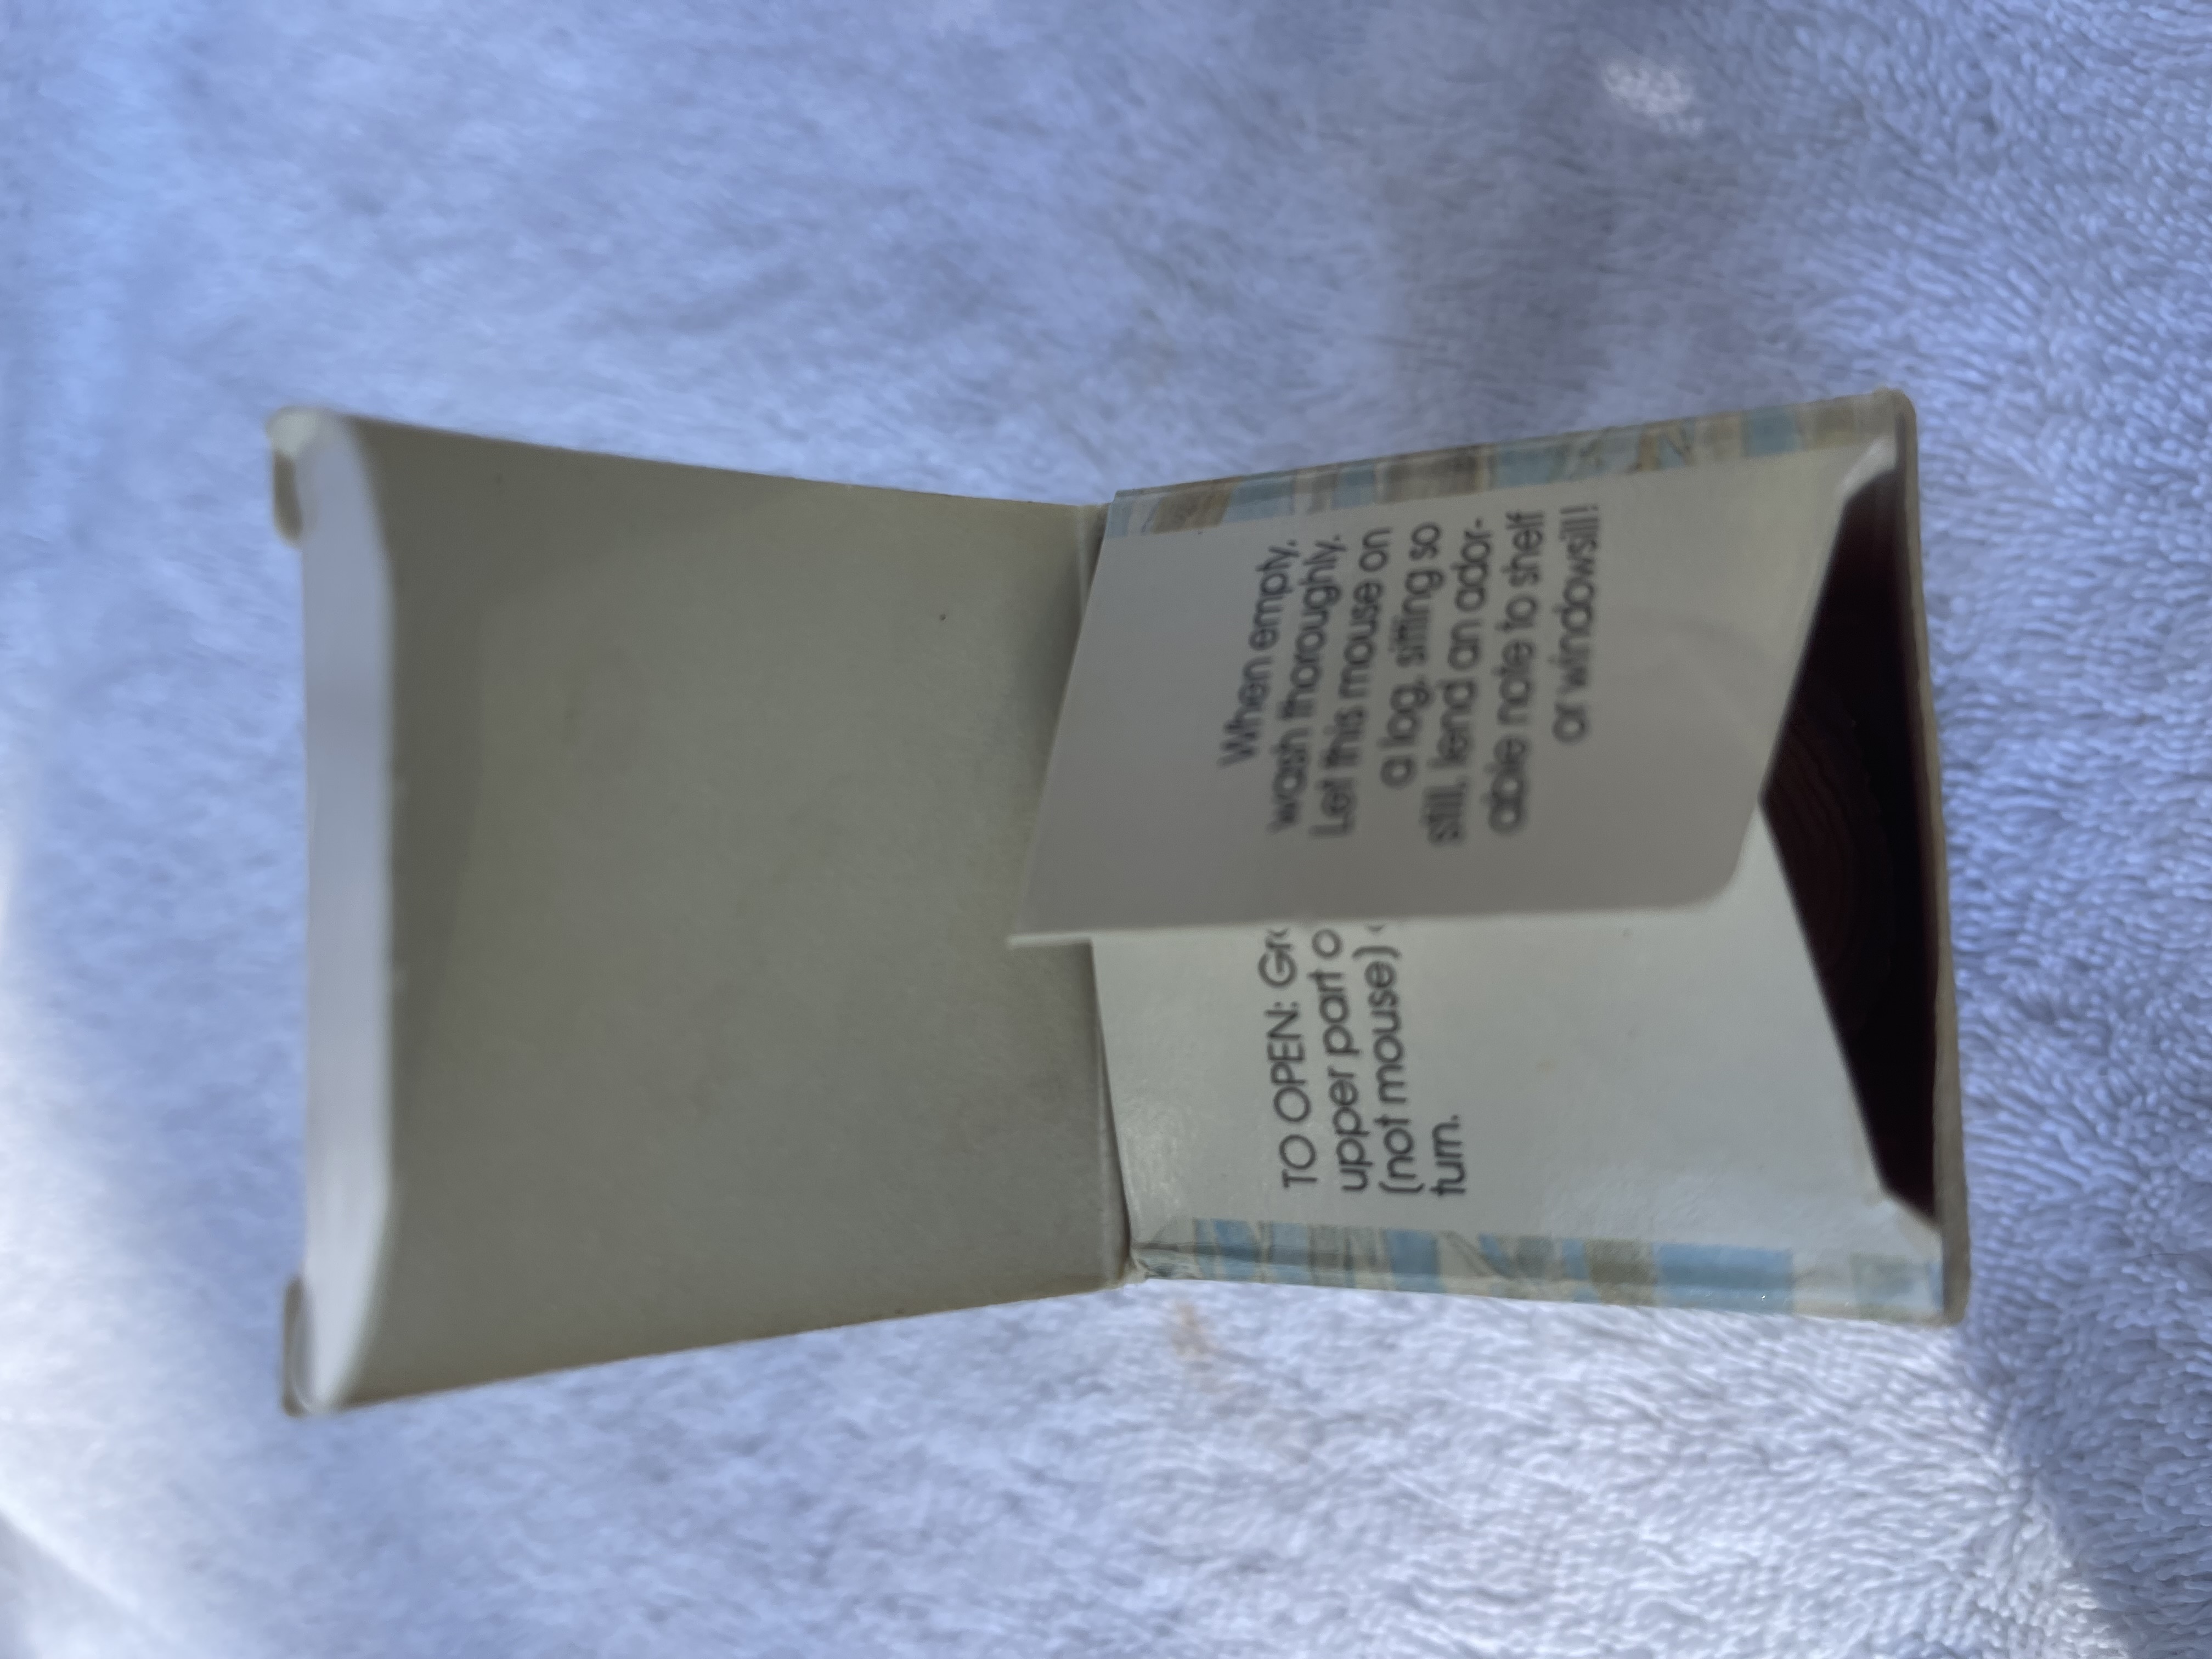 TO OPEN:
upper part
(not mouse)
turn.
When empty,
wash thoroughly.
Let this mouse on
a log, sitting so
still, lend an ador-
able note to shelf
or windowsill!